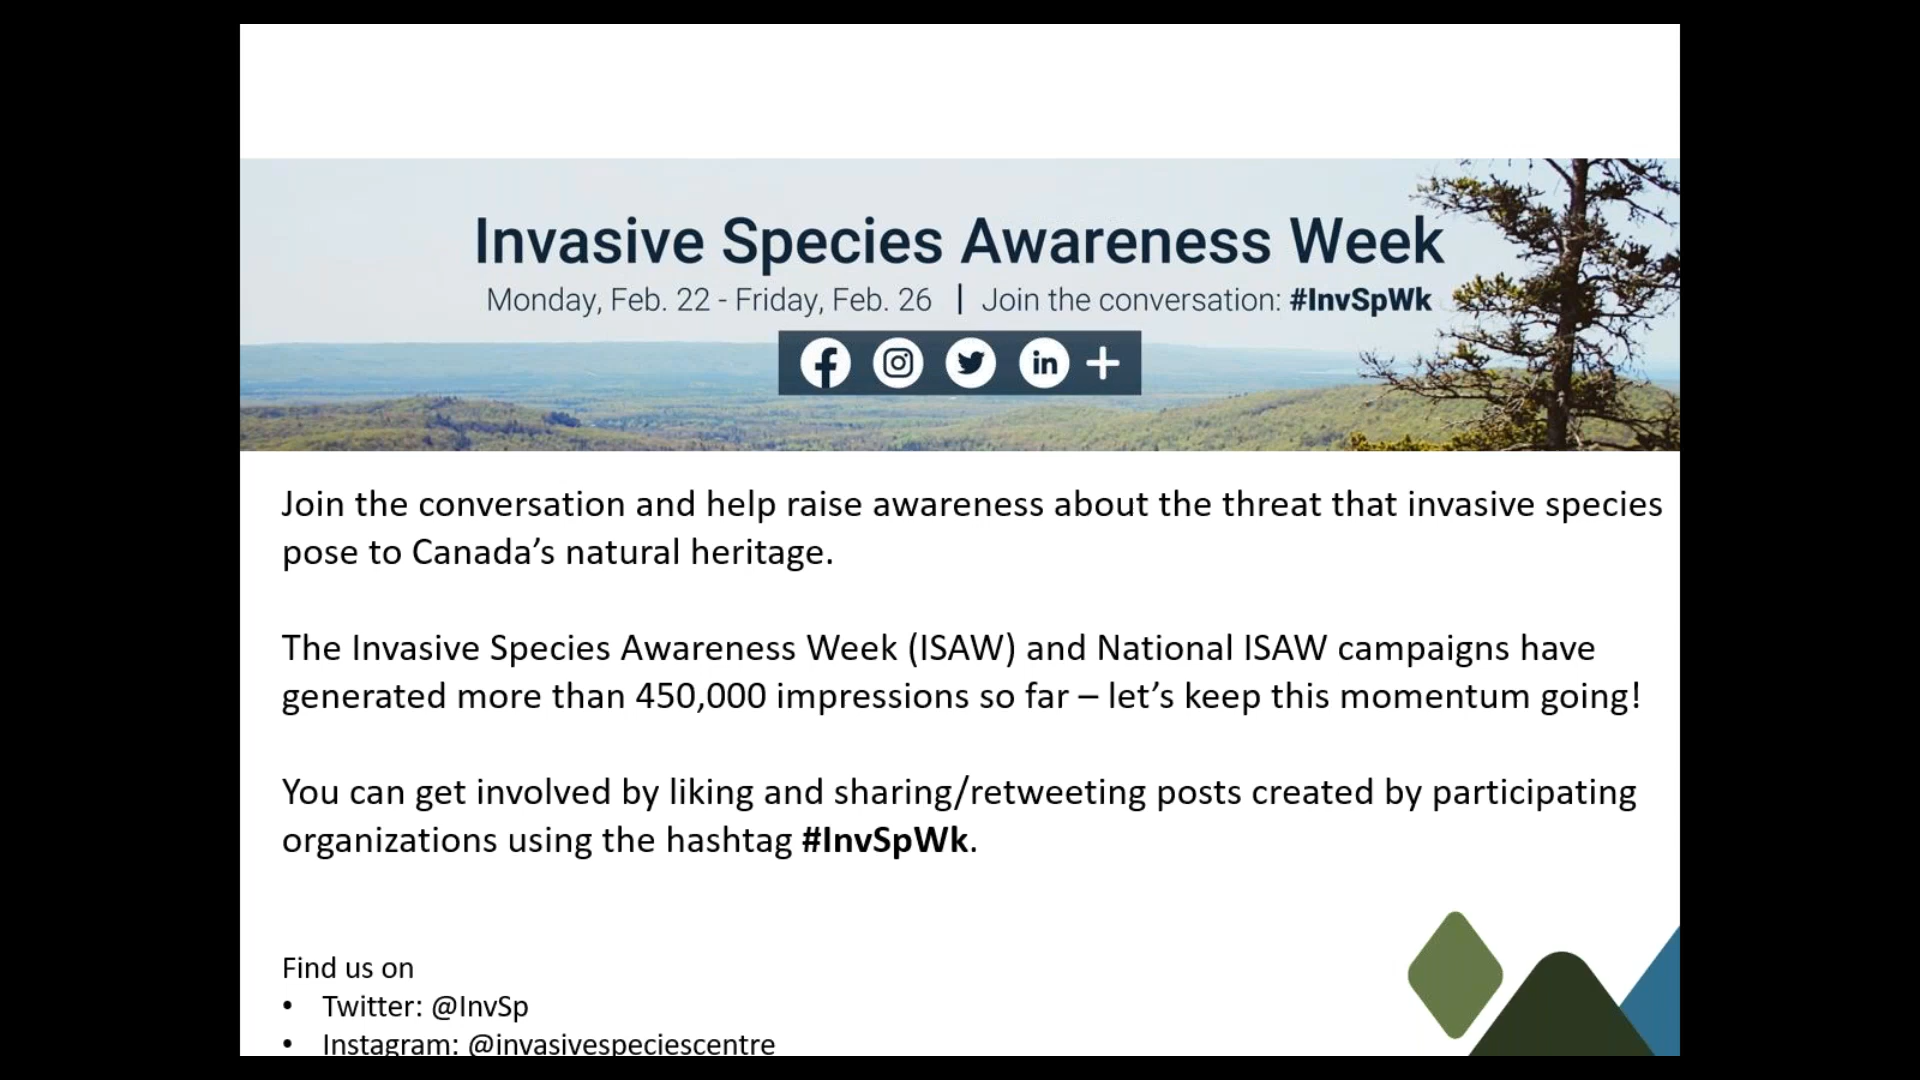 Invasive Species Awareness Week
Monday, Feb. 22 - Friday, Feb. 26 | Join the conversation: #InvSpWk
Join the conversation and help raise awareness about the threat that invasive species
pose to Canada’s natural heritage.
The Invasive Species Awareness Week (ISAW) and National ISAW campaigns have
generated more than 450,000 impressions so far – let’s keep this momentum going!
You can get involved by liking and sharing/retweeting posts created by participating
organizations using the hashtag #InvSpWk.
Find us on
• Twitter: @InvSp
• Instagram: @invasivespeciescentre